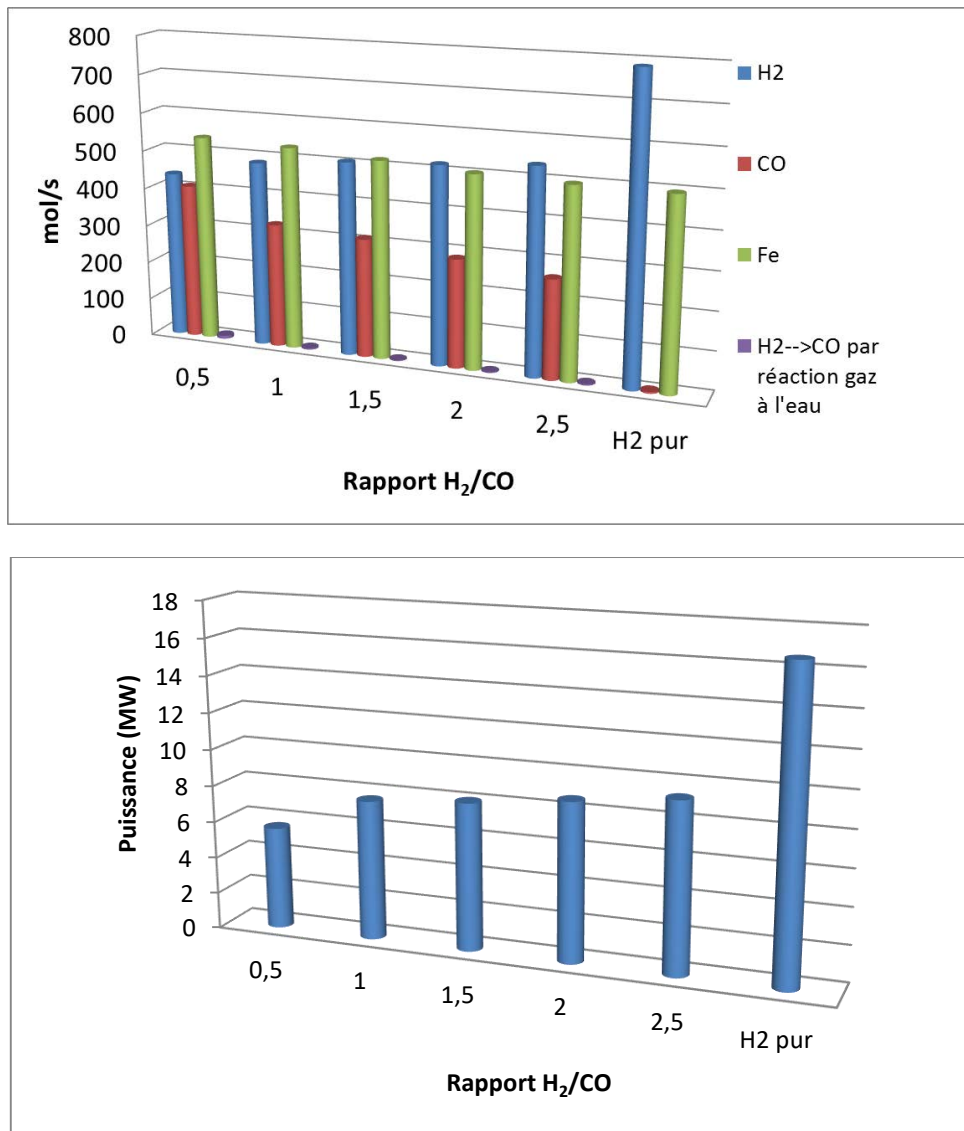 800
700
600
500
400
300
200
100
0
mol/s
0,5
1
1,5
2
2,5
H2 pur
Rapport H₂/CO
H2
CO
Fe
H2-->CO par
réaction gaz
à l'eau
18
16
14
12
10
8
6
4
2
0
Puissance (MW)
0,5
1
1,5
2
2,5
H2 pur
Rapport H₂/CO